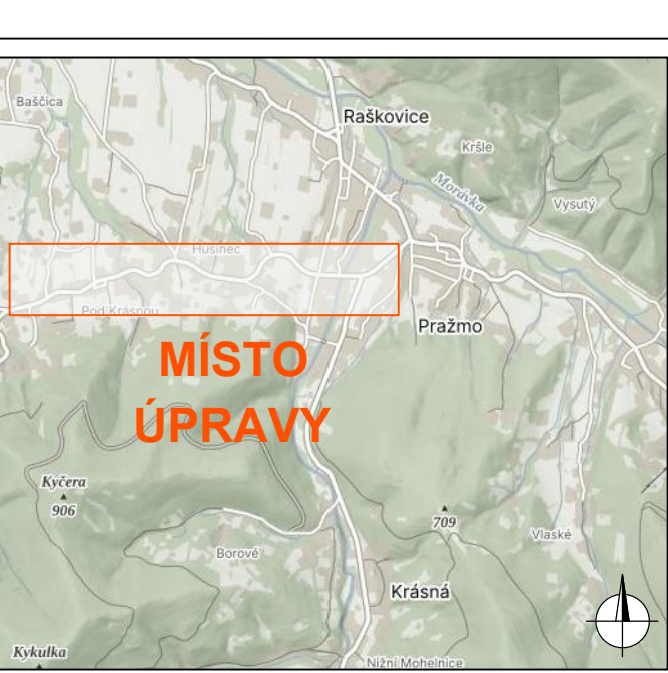 Baščica
Raškovice
Kršle
Morávka
Vysutý
Husinec
Pod Krásnou
Pražmo
MÍSTO
ÚPRAVY
Kyčera
906
709
Vlaské
Borové
Krásná
Kykulka
Nižní Mohelnice